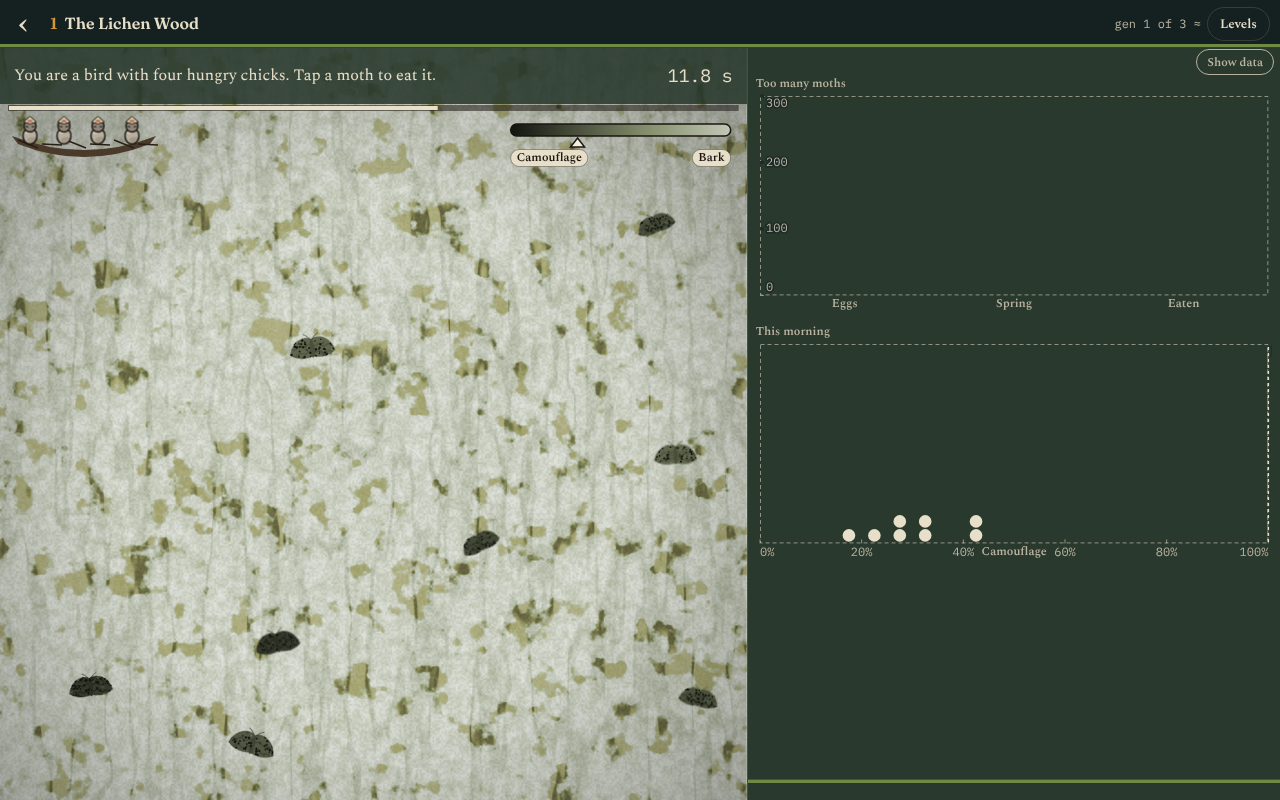 1 The Lichen Wood
gen 1 of 3 ≈
Levels
You are a bird with four hungry chicks. Tap a moth to eat it.
11.8 s
Camouflage
Bark
Show data
Too many moths
300
200
100
0
Eggs
Spring
Eaten
This morning
0%
20%
40%
Camouflage
60%
80%
100%